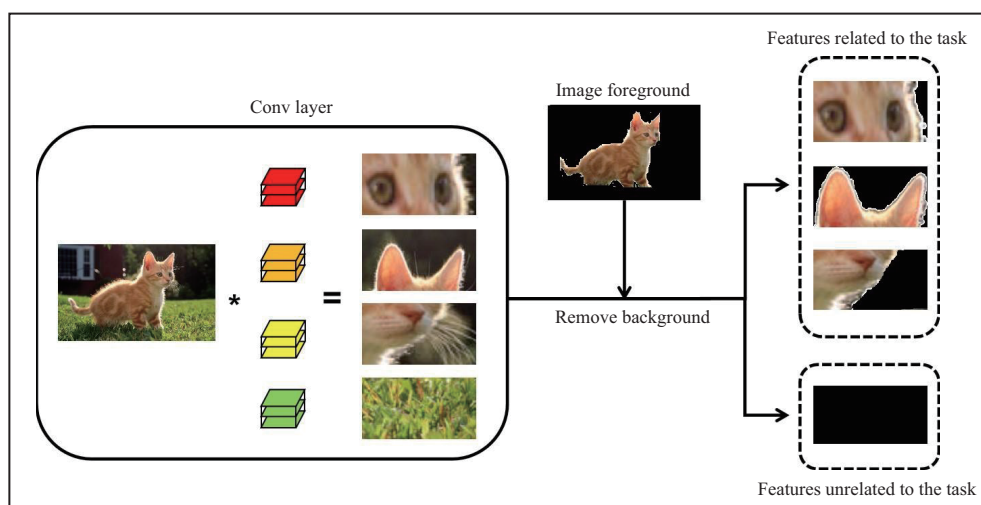 Features related to the task
Image foreground
Conv layer
* =
Remove background
Features unrelated to the task